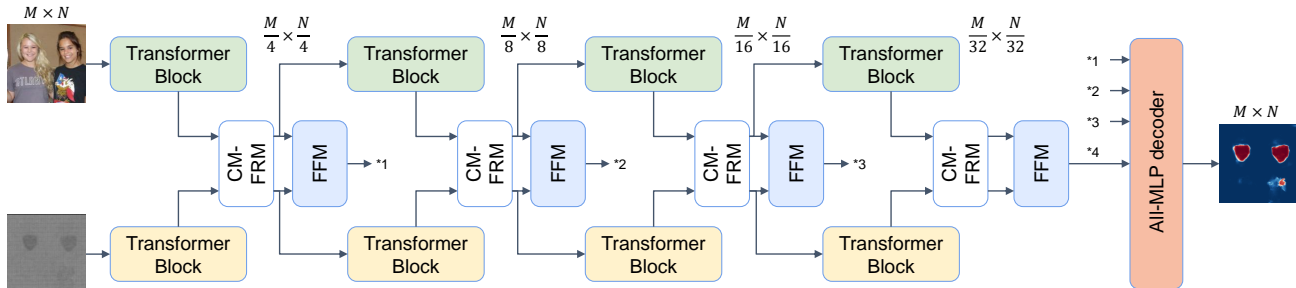 M × N
M/4 × N/4
M/8 × N/8
M/16 × N/16
M/32 × N/32
Transformer
Block
Transformer
Block
Transformer
Block
Transformer
Block
CM-
FRM
FFM
*1
CM-
FRM
FFM
*2
CM-
FRM
FFM
*3
CM-
FRM
FFM
*1
*2
*3
*4
All-MLP decoder
M × N
Transformer
Block
Transformer
Block
Transformer
Block
Transformer
Block